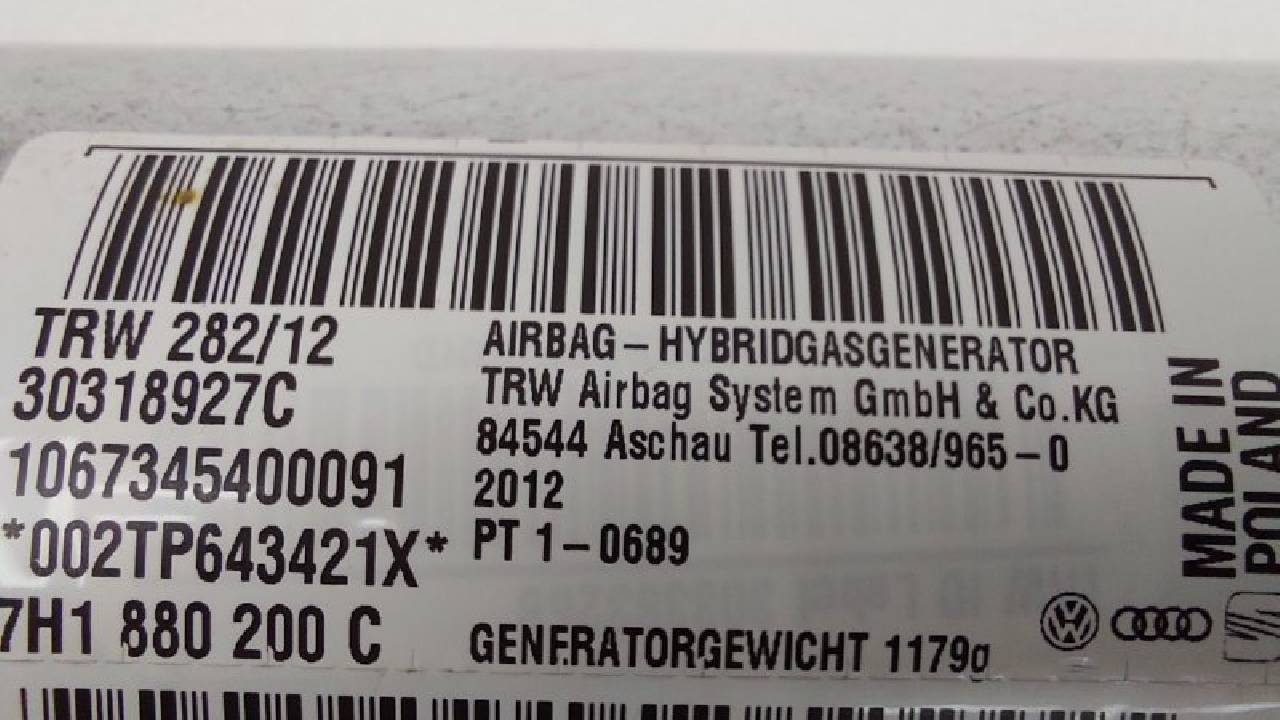 TRW 282/12
30318927C
1067345400091
*002TP643421X*
7H1 880 200 C
AIRBAG – HYBRIDGASGENERATOR
TRW Airbag System GmbH & Co.KG
84544 Aschau Tel.08638/965–0
2012
PT 1–0689
GENERATORGEWICHT 1179g
MADE IN
POLAND